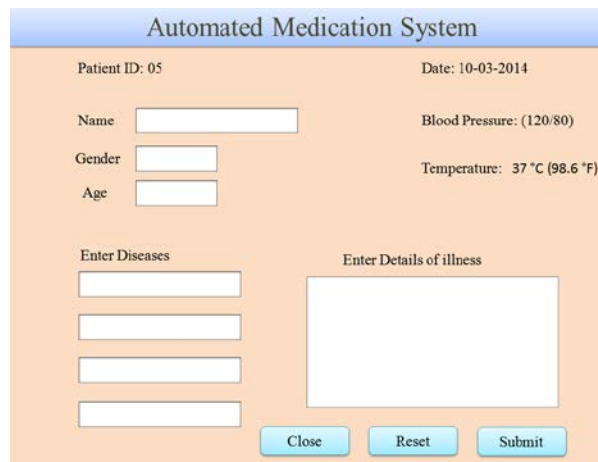 Automated Medication System
Patient ID: 05
Date: 10-03-2014
Name
Blood Pressure: (120/80)
Gender
Temperature: 37 °C (98.6 °F)
Age
Enter Diseases
Enter Details of illness
Close
Reset
Submit